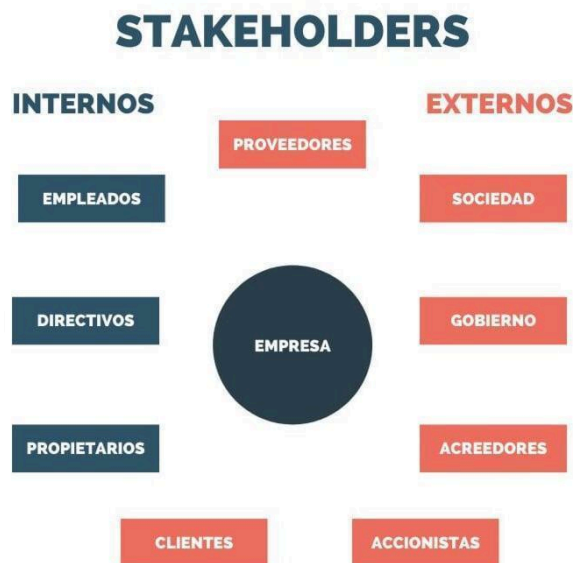 STAKEHOLDERS
INTERNOS
EXTERNOS
PROVEEDORES
EMPLEADOS
SOCIEDAD
DIRECTIVOS
GOBIERNO
EMPRESA
PROPIETARIOS
ACREEDORES
CLIENTES
ACCIONISTAS